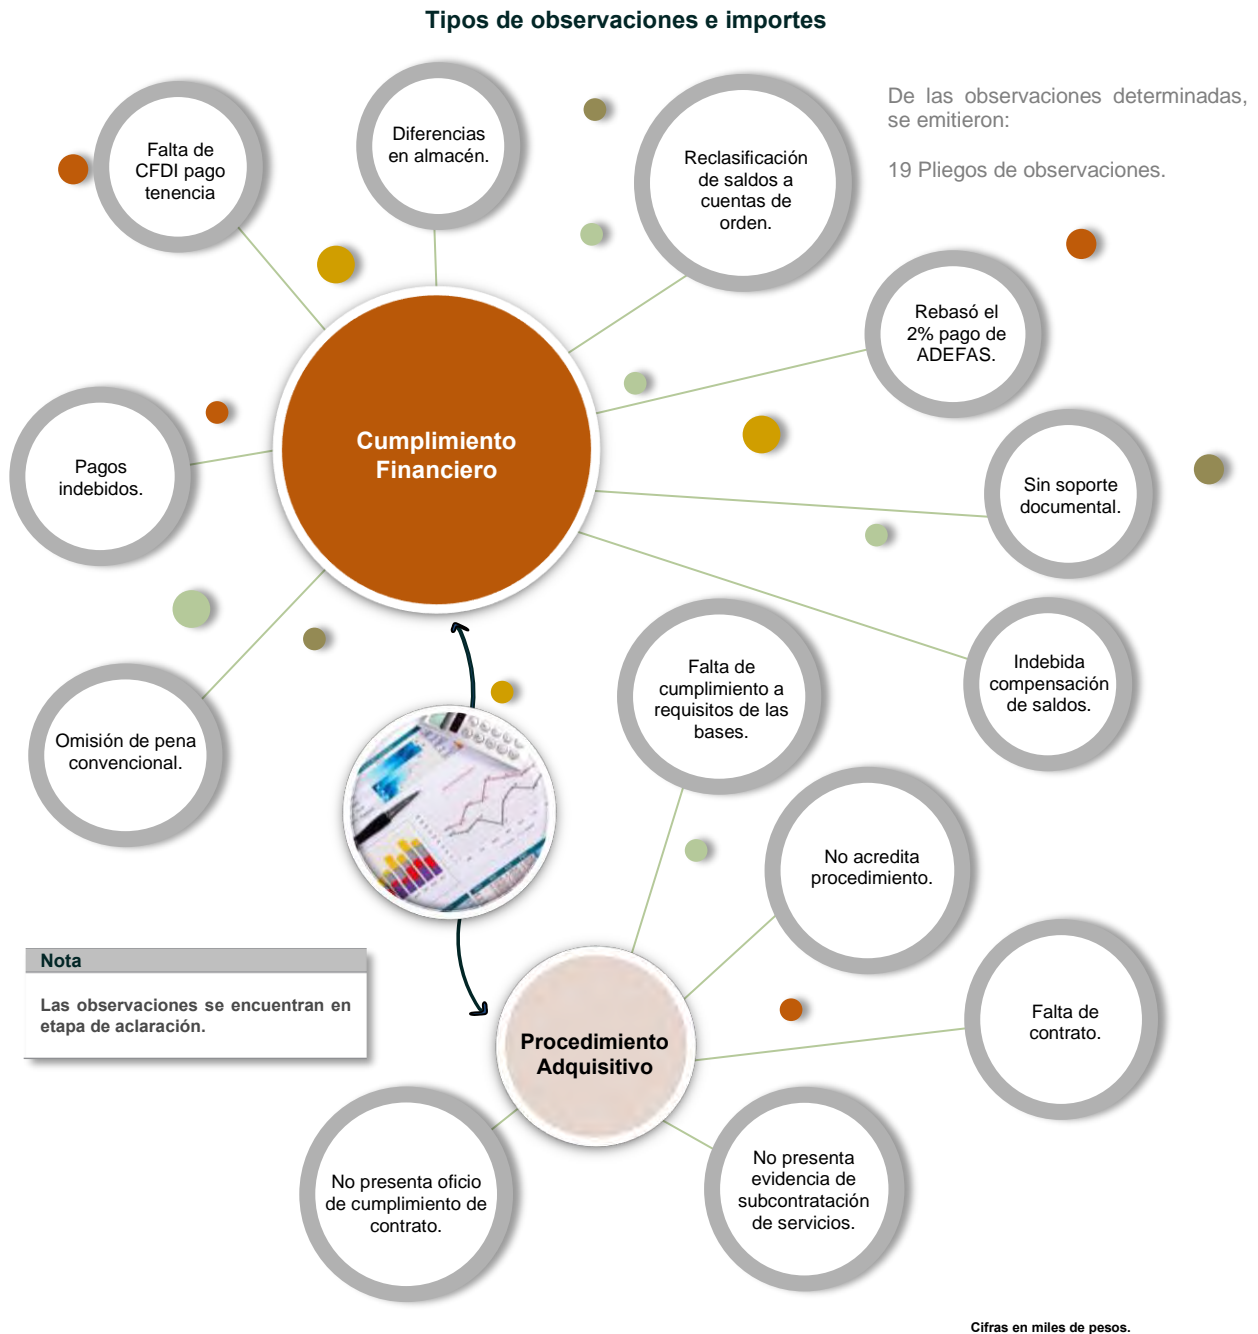 Tipos de observaciones e importes
De las observaciones determinadas,
se emitieron:
19 Pliegos de observaciones.
Falta de
CFDI pago
tenencia
Diferencias
en almacén.
Reclasificación
de saldos a
cuentas de
orden.
Rebasó el
2% pago de
ADEFAS.
Cumplimiento
Financiero
Pagos
indebidos.
Sin soporte
documental.
Omisión de pena
convencional.
Falta de
cumplimiento a
requisitos de las
bases.
Indebida
compensación
de saldos.
No acredita
procedimiento.
Nota
Las observaciones se encuentran en
etapa de aclaración.
Falta de
contrato.
Procedimiento
Adquisitivo
No presenta oficio
de cumplimiento de
contrato.
No presenta
evidencia de
subcontratación
de servicios.
Cifras en miles de pesos.